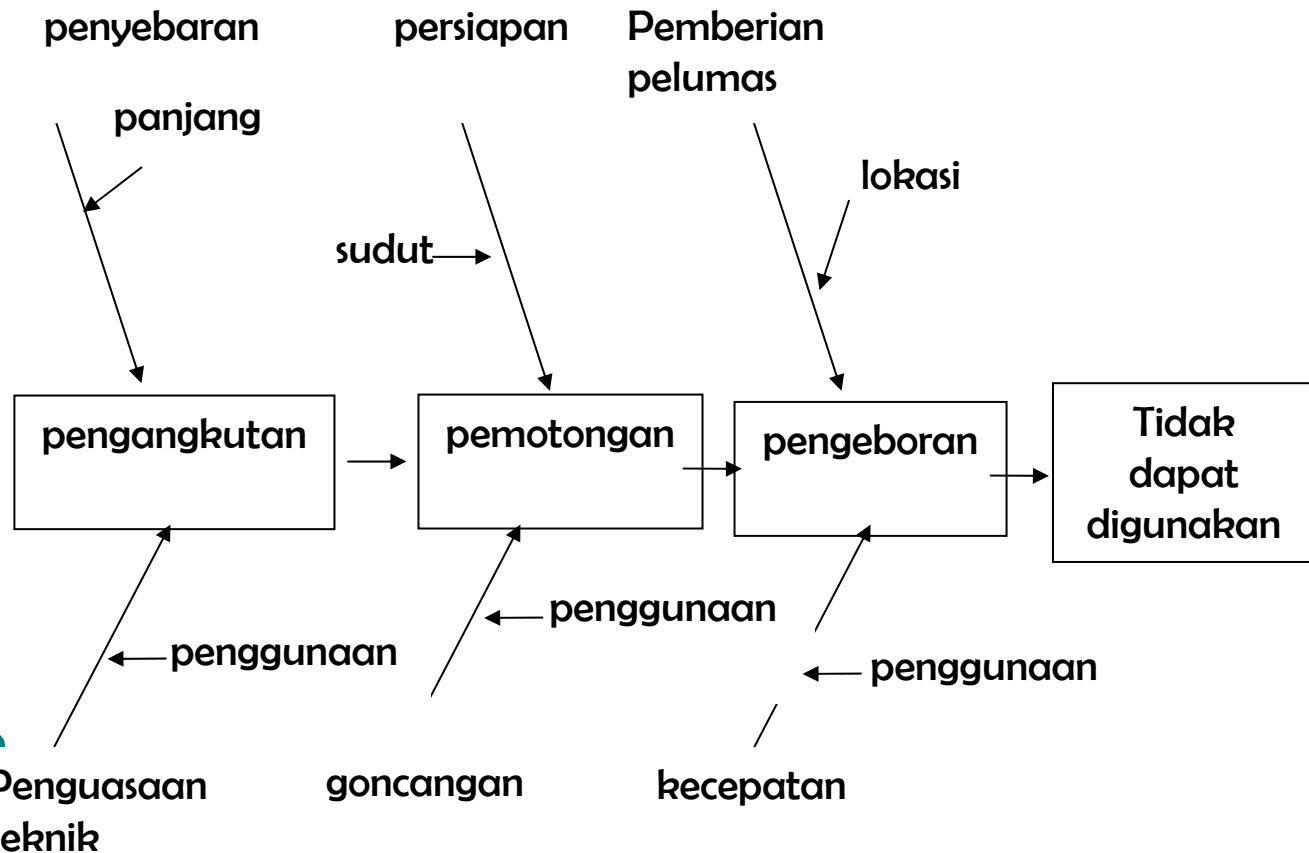 penyebaran
persiapan
Pemberian
pelumas
panjang
lokasi
sudut
pengangkutan
pemotongan
pengeboran
Tidak
dapat
digunakan
penggunaan
penggunaan
penggunaan
Penguasaan
teknik
goncangan
kecepatan